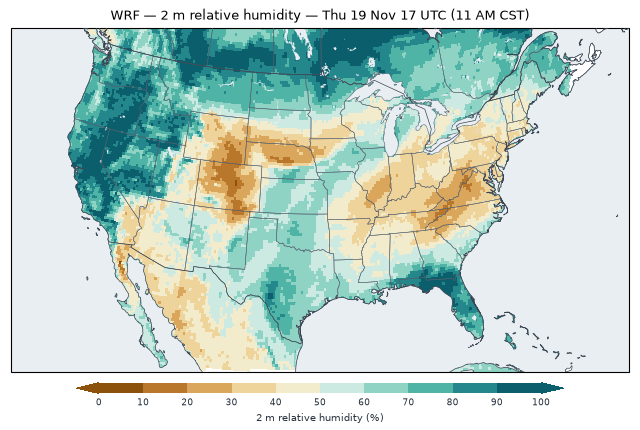 WRF — 2 m relative humidity — Thu 19 Nov 17 UTC (11 AM CST)
0 10 20 30 40 50 60 70 80 90 100
2 m relative humidity (%)